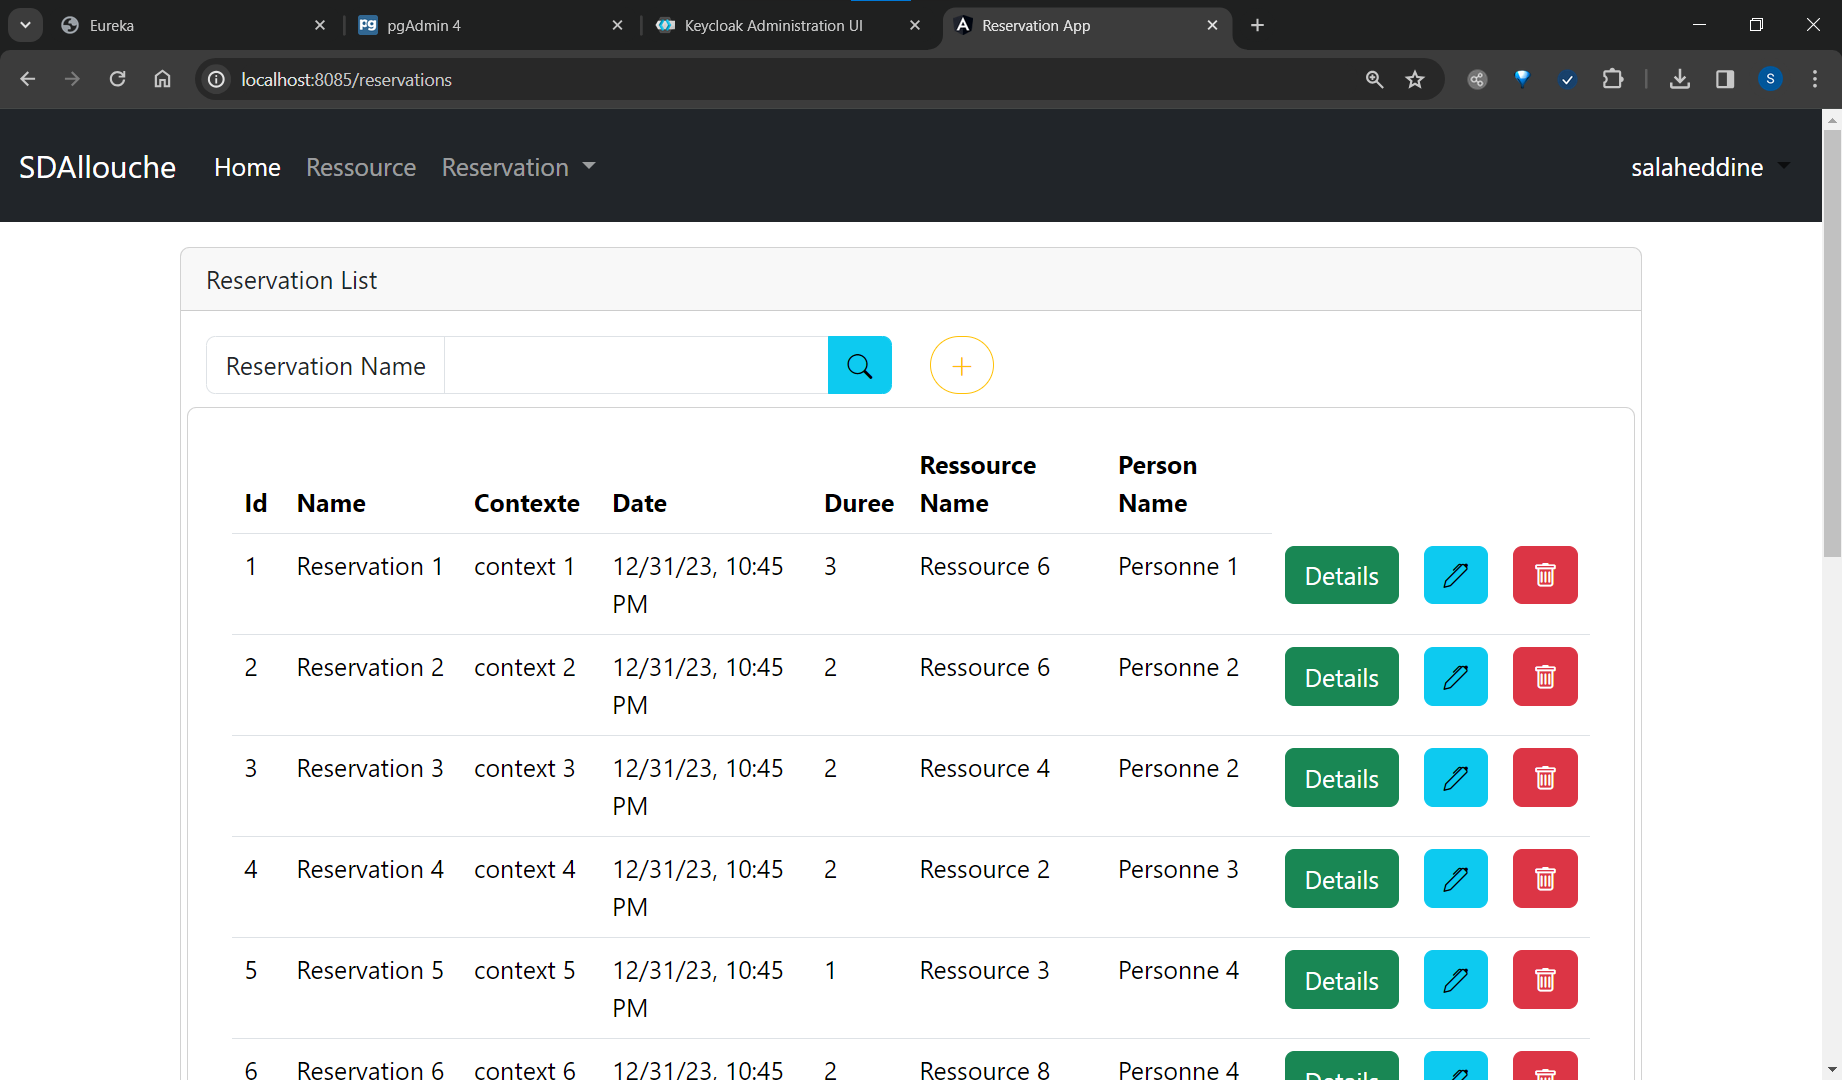 Eureka
pgAdmin 4
Keycloak Administration UI
Reservation App
localhost:8085/reservations
S
SDAllouche Home Ressource Reservation salaheddine
Reservation List
Reservation Name
Id Name Contexte Date Duree Ressource Name Person Name
1 Reservation 1 context 1 12/31/23, 10:45 PM 3 Ressource 6 Personne 1 Details
2 Reservation 2 context 2 12/31/23, 10:45 PM 2 Ressource 6 Personne 2 Details
3 Reservation 3 context 3 12/31/23, 10:45 PM 2 Ressource 4 Personne 2 Details
4 Reservation 4 context 4 12/31/23, 10:45 PM 2 Ressource 2 Personne 3 Details
5 Reservation 5 context 5 12/31/23, 10:45 PM 1 Ressource 3 Personne 4 Details
6 Reservation 6 context 6 12/31/23, 10:45 2 Ressource 8 Personne 4 Details